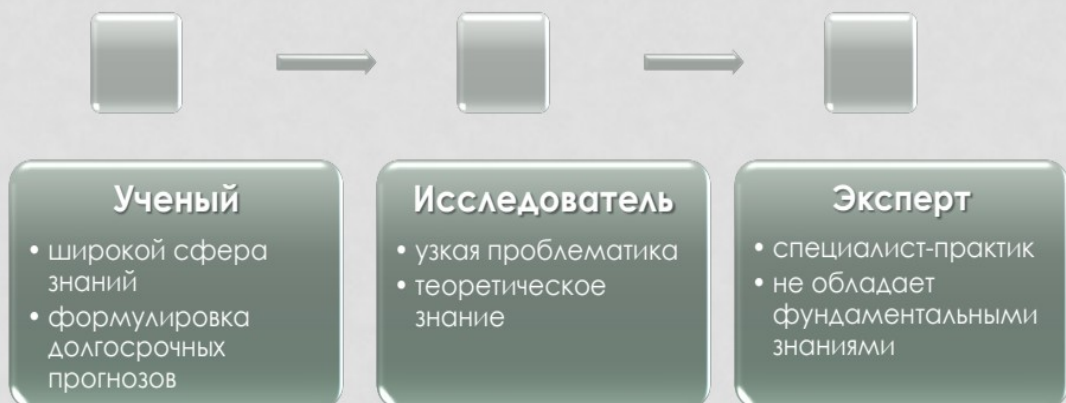 Ученый
• широкой сфера
знаний
• формулировка
долгосрочных
прогнозов
Исследователь
• узкая проблематика
• теоретическое
знание
Эксперт
• специалист-практик
• не обладает
фундаментальными
знаниями